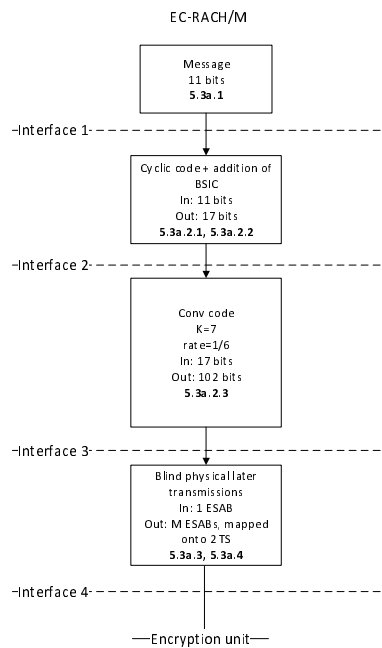 EC-RACH/M
Message
11 bits
5.3a.1
Interface 1
Cyclic code + addition of
BSIC
In: 11 bits
Out: 17 bits
5.3a.2.1, 5.3a.2.2
Interface 2
Conv code
K=7
rate=1/6
In: 17 bits
Out: 102 bits
5.3a.2.3
Interface 3
Blind physical later
transmissions
In: 1 ESAB
Out: M ESABs, mapped
onto 2 TS
5.3a.3, 5.3a.4
Interface 4
Encryption unit